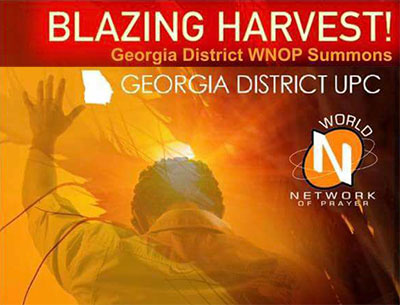 BLAZING HARVEST!
Georgia District WNOP Summons
GEORGIA DISTRICT UPC
WORLD
N
NETWORK
OF PRAYER